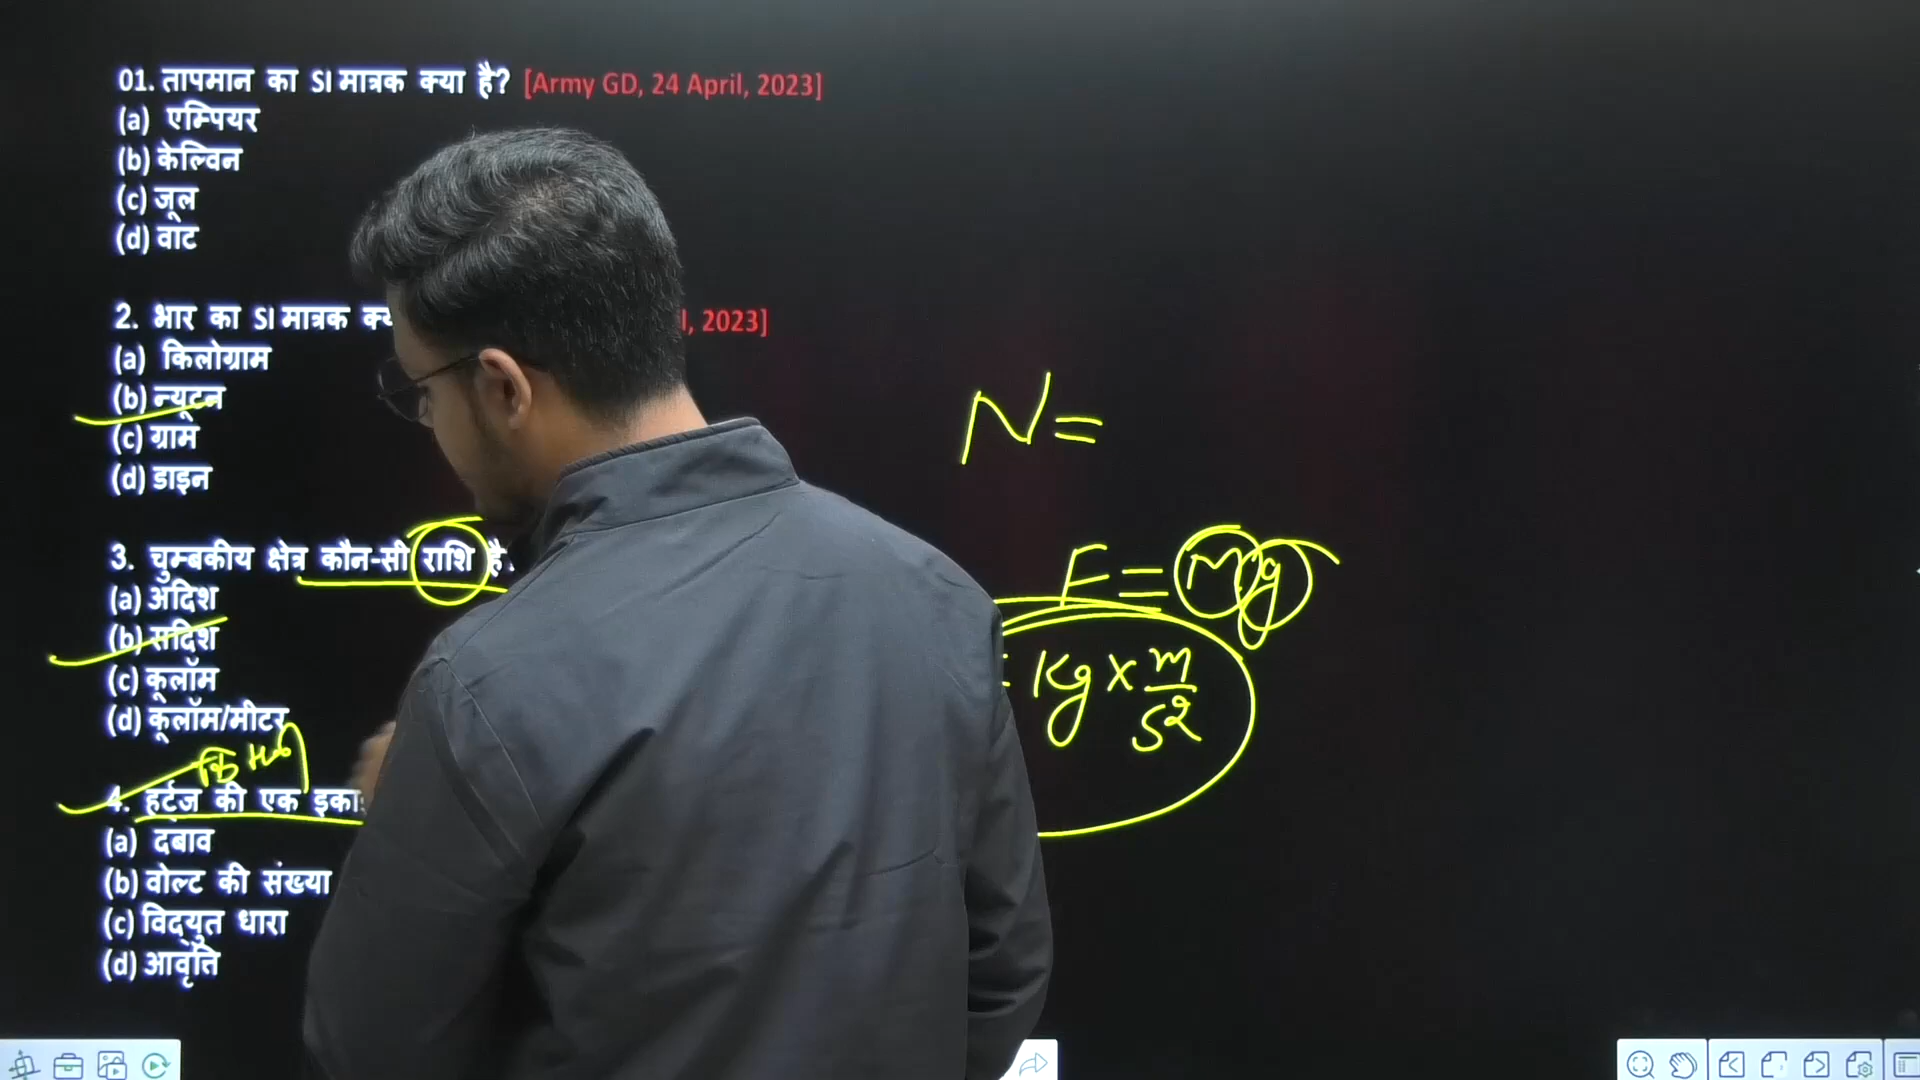 01. तापमान का SI मात्रक क्या है? [Army GD, 24 April, 2023]
(a) एम्पियर
(b) केल्विन
(c) जूल
(d) वाट
2. भार का SI मात्रक , 2023]
(a) किलोग्राम
(b) न्यूटन
(c) ग्राम
(d) डाइन
N=
3. चुम्बकीय क्षेत्र कौन-सी राशि है
(a) अदिश
(b) सदिश
(c) कूलॉम
(d) कूलॉम/मीटर
F = mg
= Kg × m/s²
4. हर्टज की एक
(a) दबाव
(b) वोल्ट की संख्या
(c) विद्युत धारा
(d) आवृति